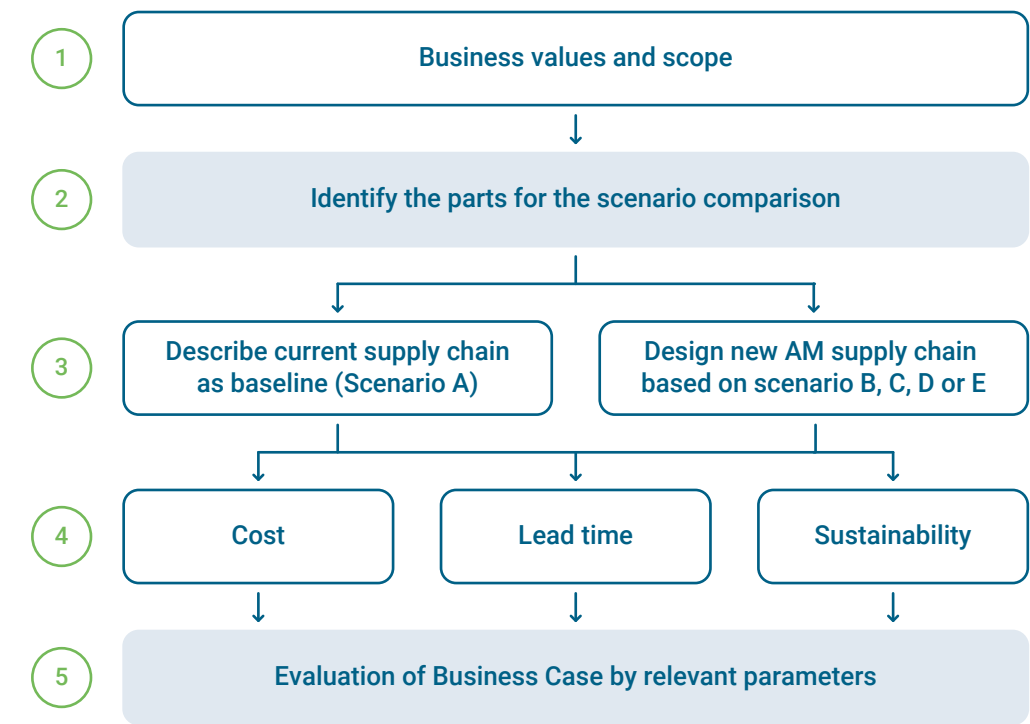 1
Business values and scope
2
Identify the parts for the scenario comparison
3
Describe current supply chain
as baseline (Scenario A)
Design new AM supply chain
based on scenario B, C, D or E
4
Cost
Lead time
Sustainability
5
Evaluation of Business Case by relevant parameters